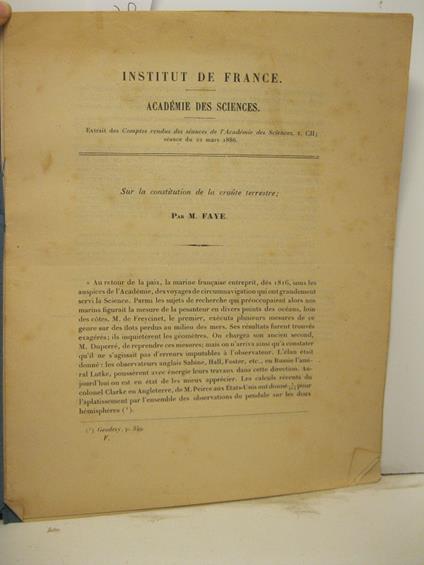 INSTITUT DE FRANCE.
ACADÉMIE DES SCIENCES.
Extrait des Comptes rendus des séances de l'Académie des Sciences, t. CII;
séance du 22 mars 1886.
Sur la constitution de la croûte terrestre;
PAR M. FAYE.
« Au retour de la paix, la marine française entreprit, dès 1816, sous les
auspices de l'Académie, des voyages de circumnavigation qui ont grandement
servi la Science. Parmi les sujets de recherche qui préoccupaient alors nos
marins figurait la mesure de la pesanteur en divers points des océans, loin
des côtes. M. de Freycinet, le premier, exécuta plusieurs mesures de ce
genre sur des îlots perdus au milieu des mers. Ses résultats furent trouvés
exagérés; ils inquiétèrent les géomètres. On chargea son ancien second,
M. Duperré, de reprendre ces mesures; mais on n'arriva ainsi qu'à constater
qu'il ne s'agissait pas d'erreurs imputables à l'observateur. L'élan était
donné : les observateurs anglais Sabine, Hall, Foster, etc., en Russie l'ami-
ral Lutke, poussèrent avec énergie leurs travaux dans cette direction. Au-
jourd'hui on est en état de les mieux apprécier. Les calculs récents du
colonel Clarke en Angleterre, de M. Peirce aux États-Unis ont donné pour
l'aplatissement par l'ensemble des observations du pendule sur les deux
hémisphères (¹).
(¹) Geodesy, p.
F.